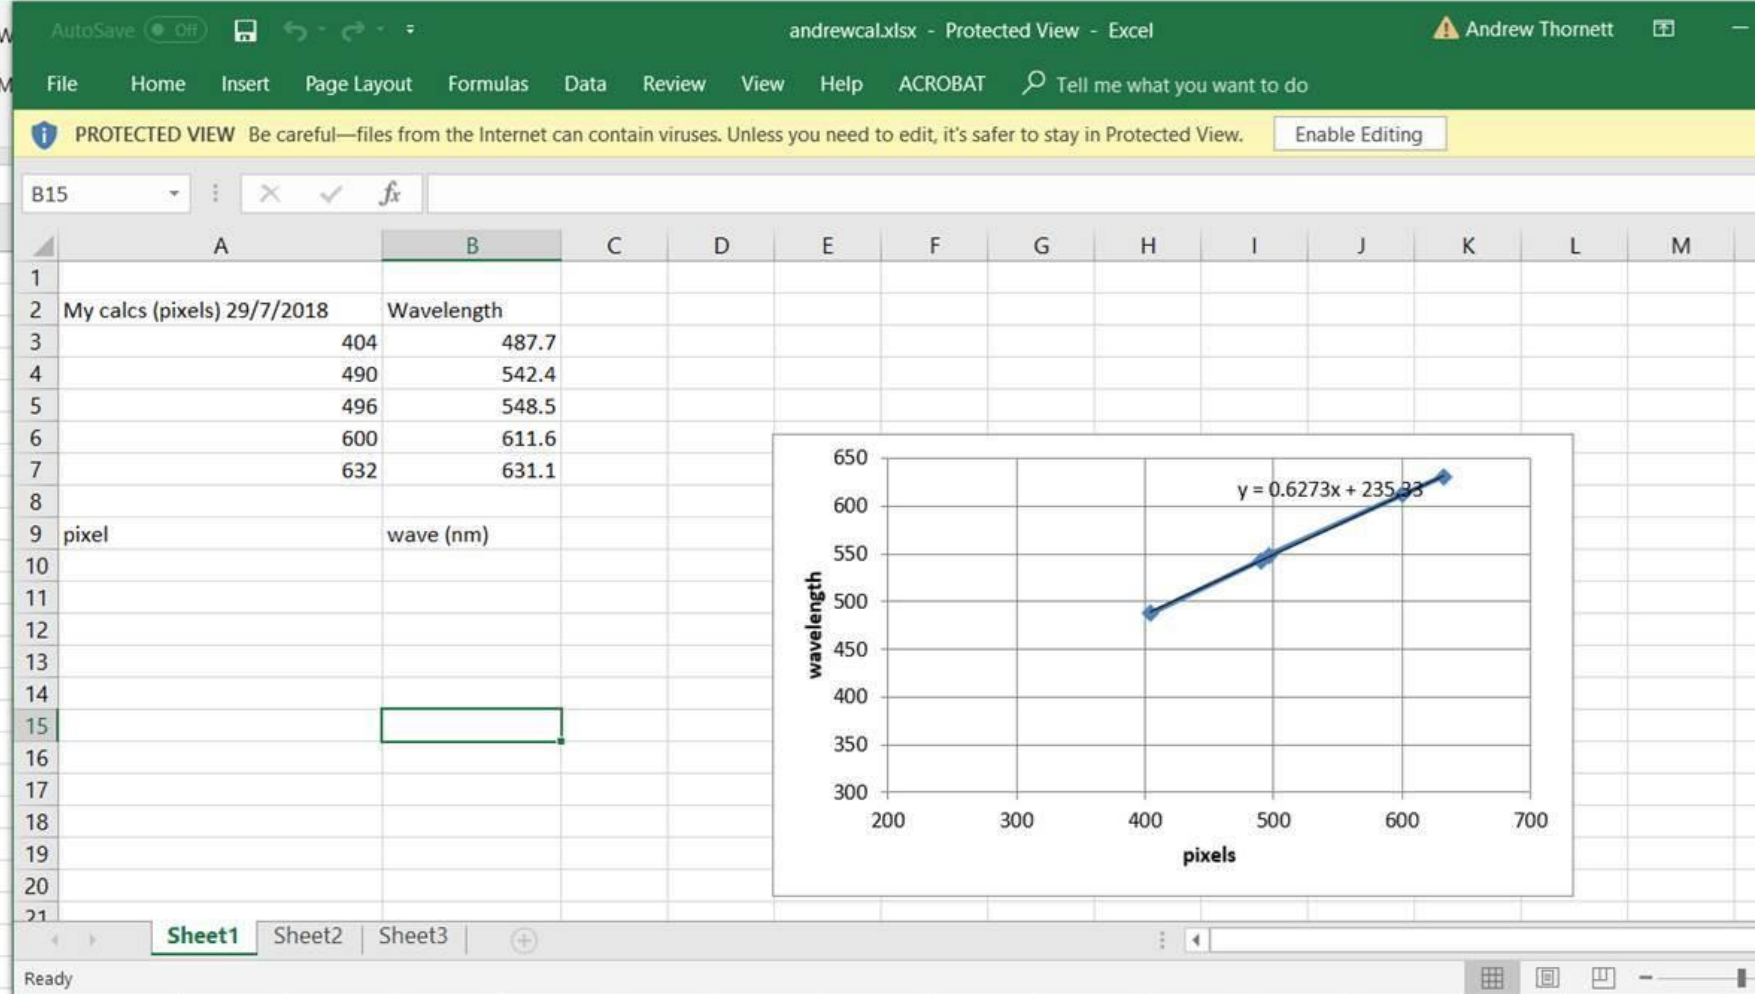 AutoSave Off
andrewcal.xlsx - Protected View - Excel
Andrew Thornett
File Home Insert Page Layout Formulas Data Review View Help ACROBAT Tell me what you want to do
PROTECTED VIEW Be careful—files from the Internet can contain viruses. Unless you need to edit, it's safer to stay in Protected View. Enable Editing
B15 fx
A B C D E F G H I J K L M
1
2 My calcs (pixels) 29/7/2018 Wavelength
3 404 487.7
4 490 542.4
5 496 548.5
6 600 611.6
7 632 631.1
8
9 pixel wave (nm)
10
11
12
13
14
15
16
17
18
19
20
21
650
600
550
500
450
400
350
300
wavelength
y = 0.6273x + 235.33
200 300 400 500 600 700
pixels
Sheet1 Sheet2 Sheet3
Ready